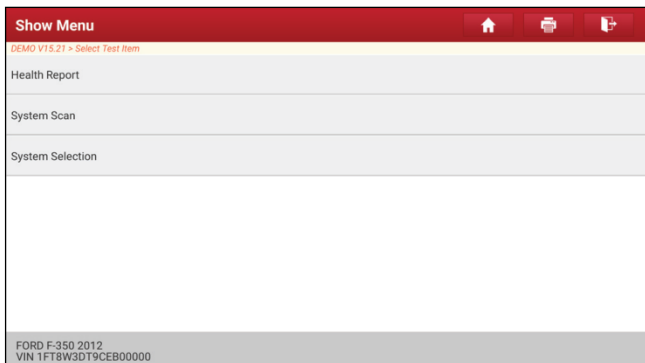 Show Menu
DEMO V15.21 > Select Test Item
Health Report
System Scan
System Selection
FORD F-350 2012
VIN 1FT8W3DT9CEB00000